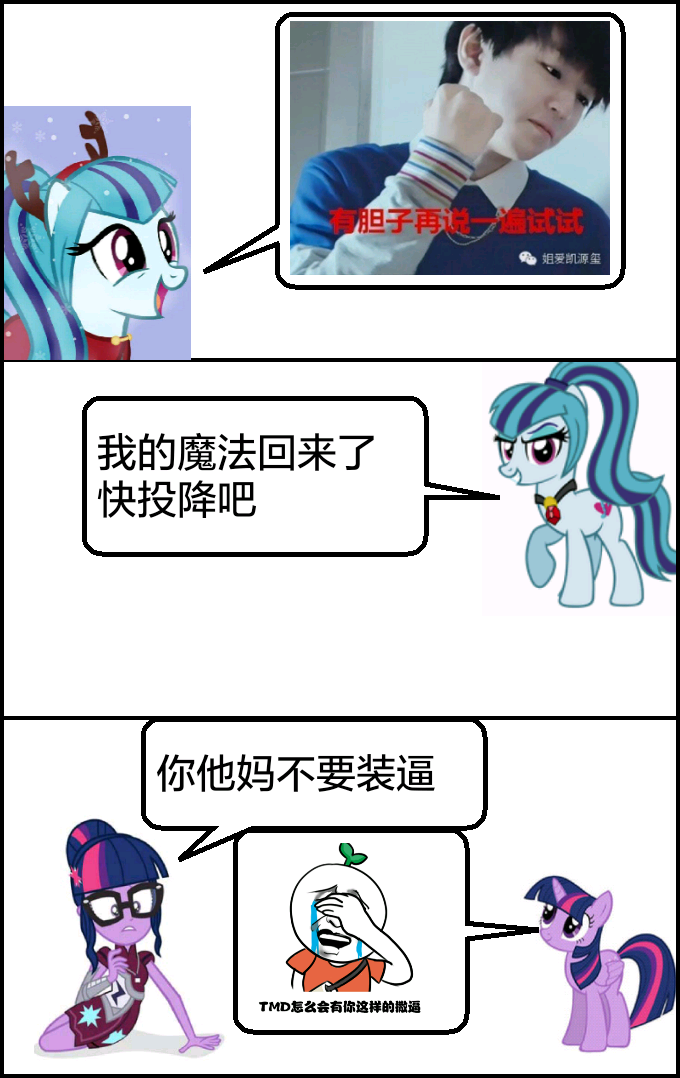 有胆子再说一遍试试
姐爱凯源玺
我的魔法回来了
快投降吧
你他妈不要装逼
TMD怎么会有你这样的撒逼